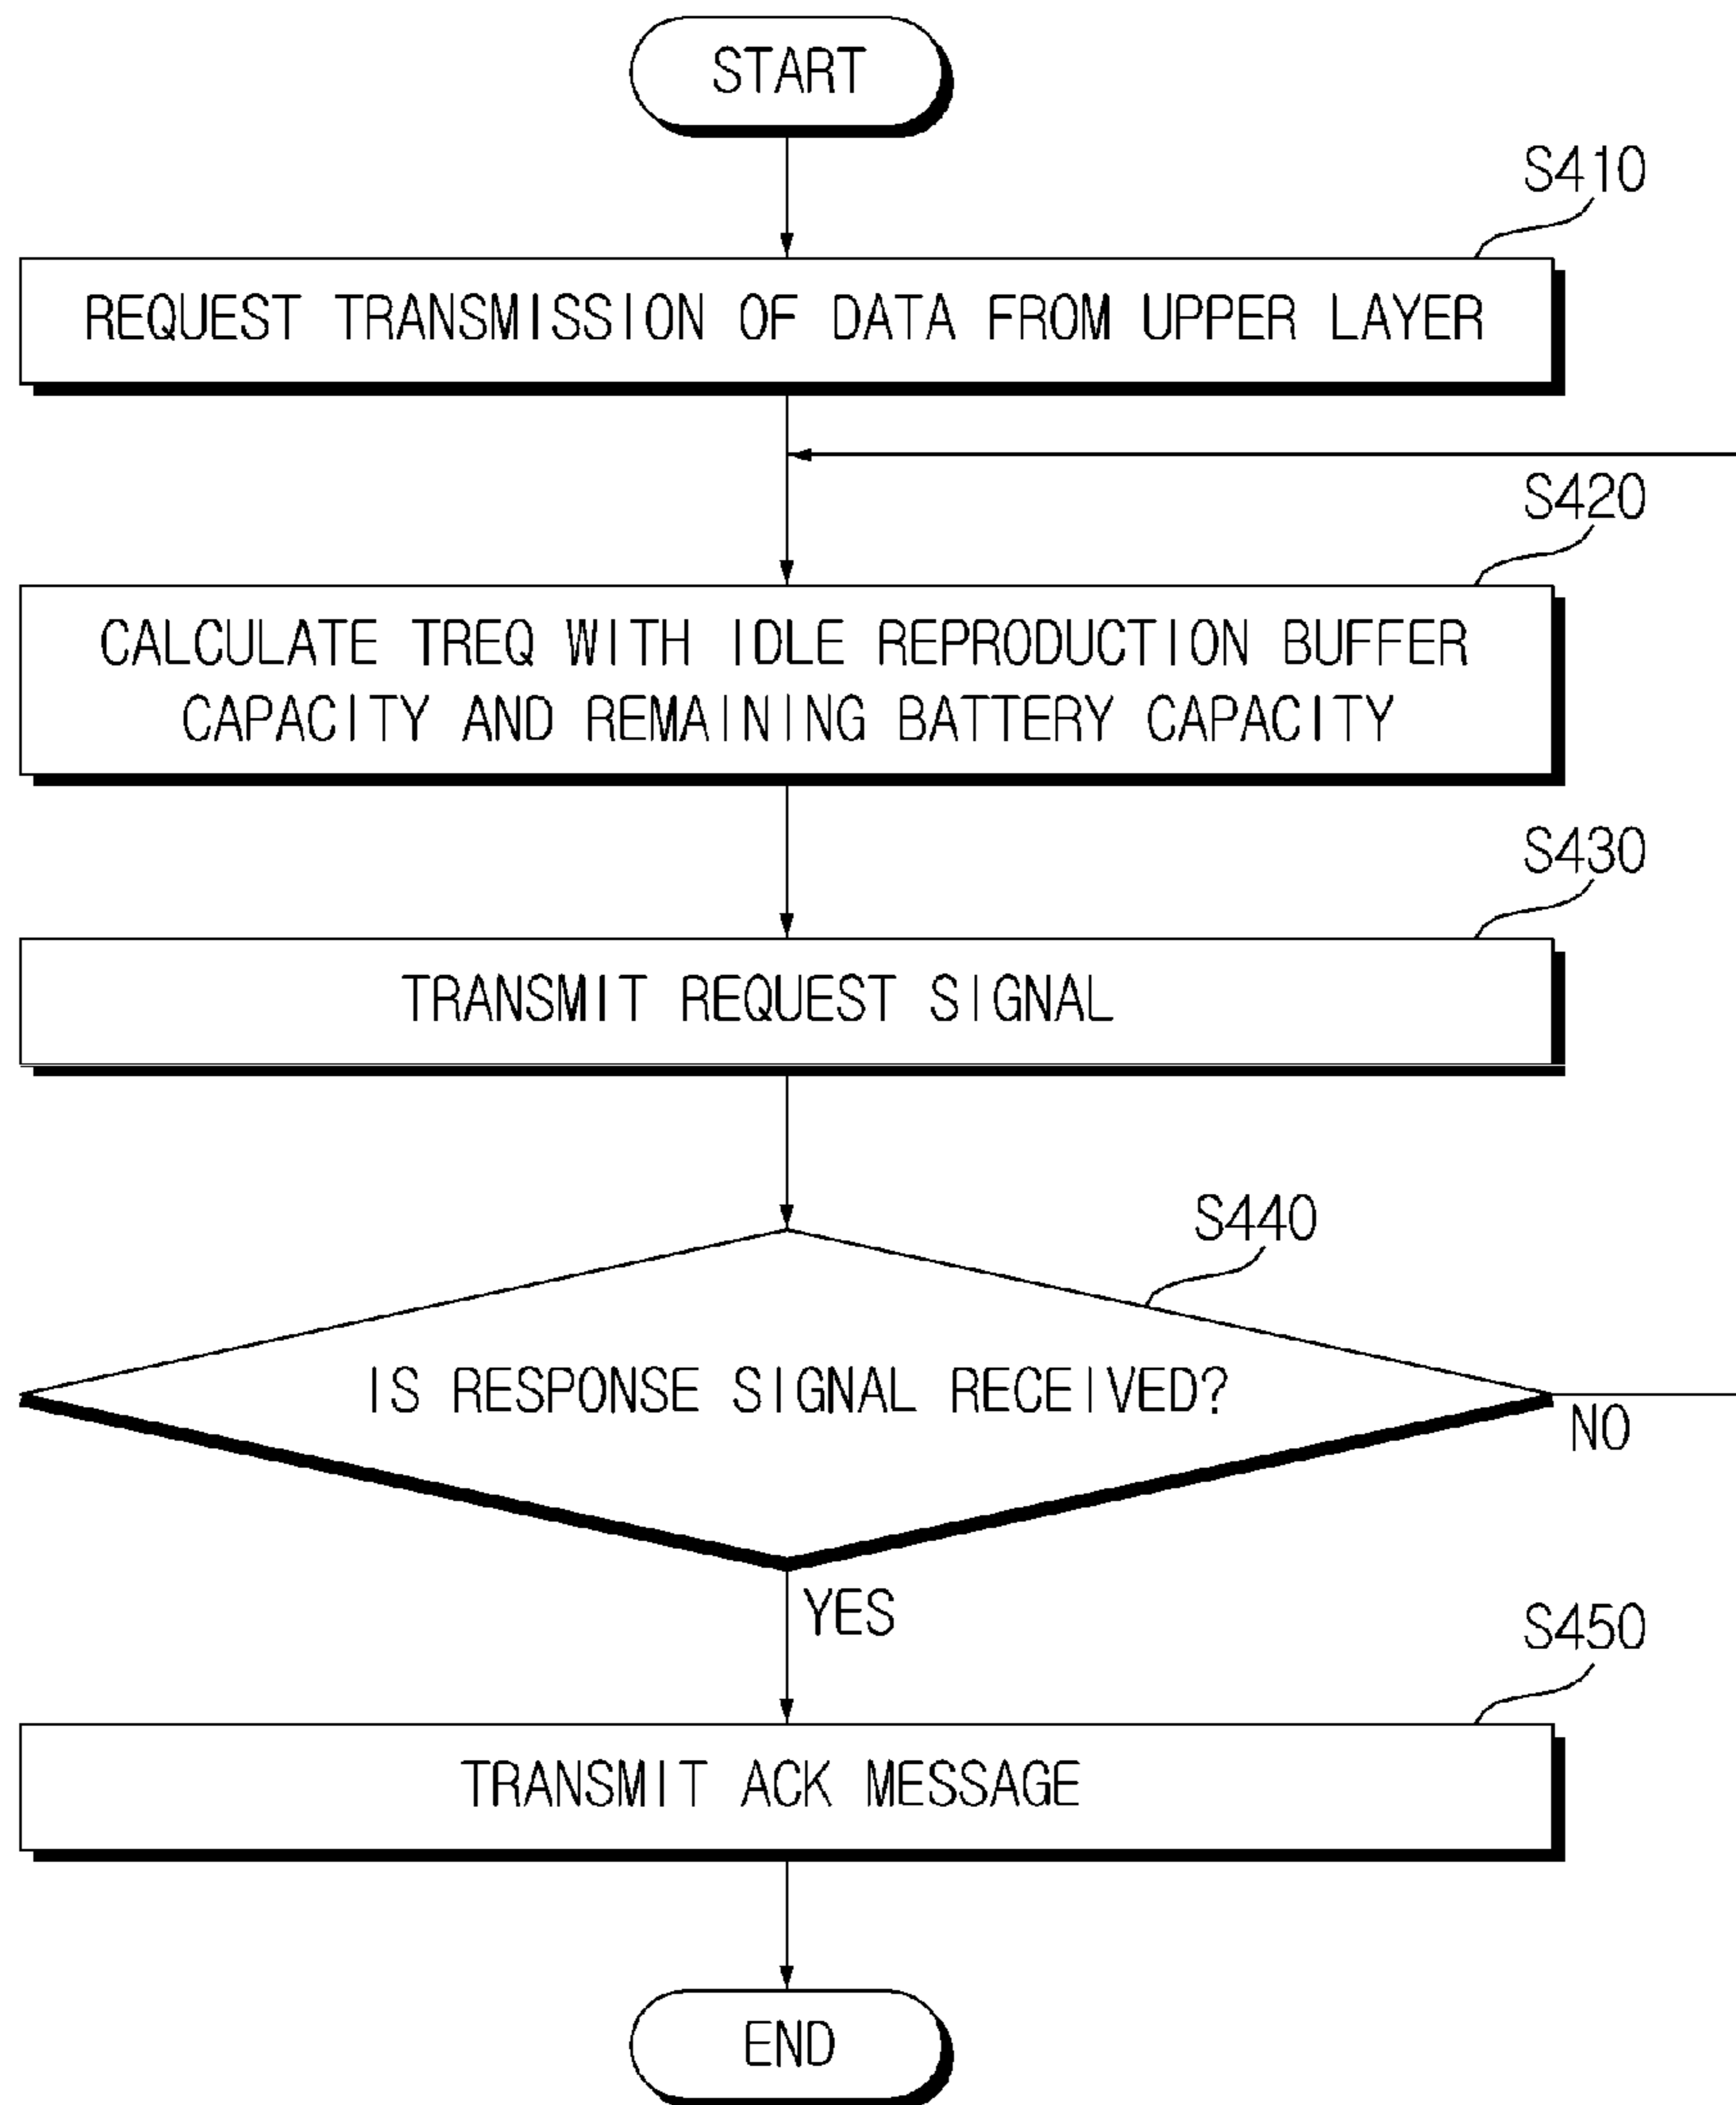 START
S410
REQUEST TRANSMISSION OF DATA FROM UPPER LAYER
S420
CALCULATE TREQ WITH IDLE REPRODUCTION BUFFER
CAPACITY AND REMAINING BATTERY CAPACITY
S430
TRANSMIT REQUEST SIGNAL
S440
IS RESPONSE SIGNAL RECEIVED?
NO
YES
S450
TRANSMIT ACK MESSAGE
END